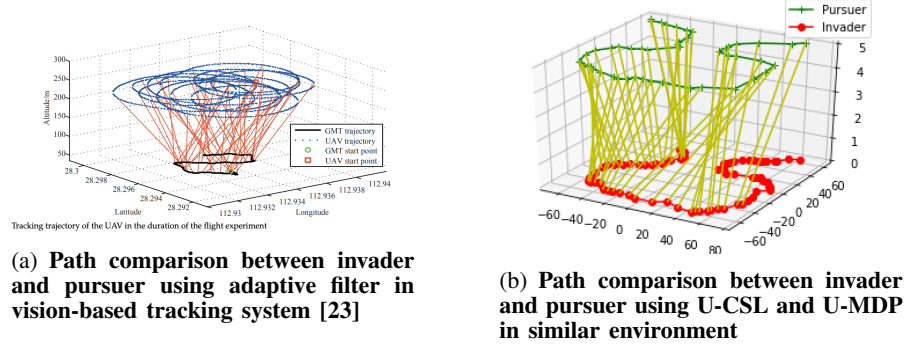 300
250
200
150
100
50
Altitude/m
28.3
28.298
28.296
28.294
28.292
Latitude
112.93
112.932
112.934
112.936
112.938
112.94
Longitude
GMT trajectory
UAV trajectory
GMT start point
UAV start point
Tracking trajectory of the UAV in the duration of the flight experiment
(a) Path comparison between invader
and pursuer using adaptive filter in
vision-based tracking system [23]
Pursuer
Invader
5
4
3
2
1
0
−60
−40
−20
0
20
40
60
80
−60
−40
−20
0
20
40
60
(b) Path comparison between invader
and pursuer using U-CSL and U-MDP
in similar environment